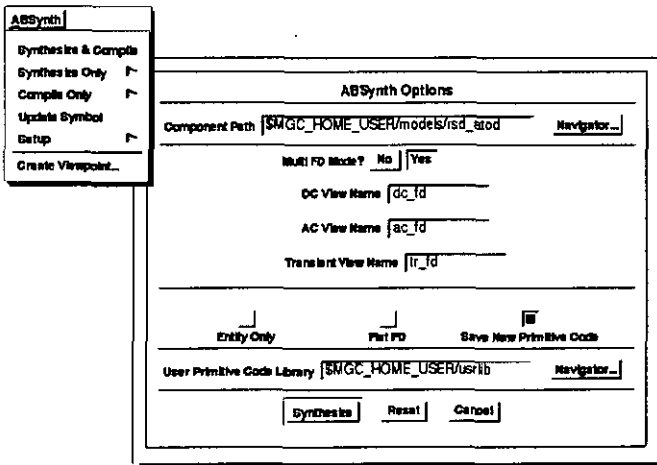 ABSynth
Synthesize & Compile
Synthesize Only
Compile Only
Update Symbol
Setup
Create Viewpoint...
ABSynth Options
Component Path $MGC_HOME_USER/models/rsd_atod Navigator...
Multi FD Mode? No Yes
DC View Name dc_fd
AC View Name ac_fd
Transient View Name tr_fd
Entity Only Flat FD Save New Primitive Code
User Primitive Code Library $MGC_HOME_USER/usrlib Navigator...
Synthesize Reset Cancel